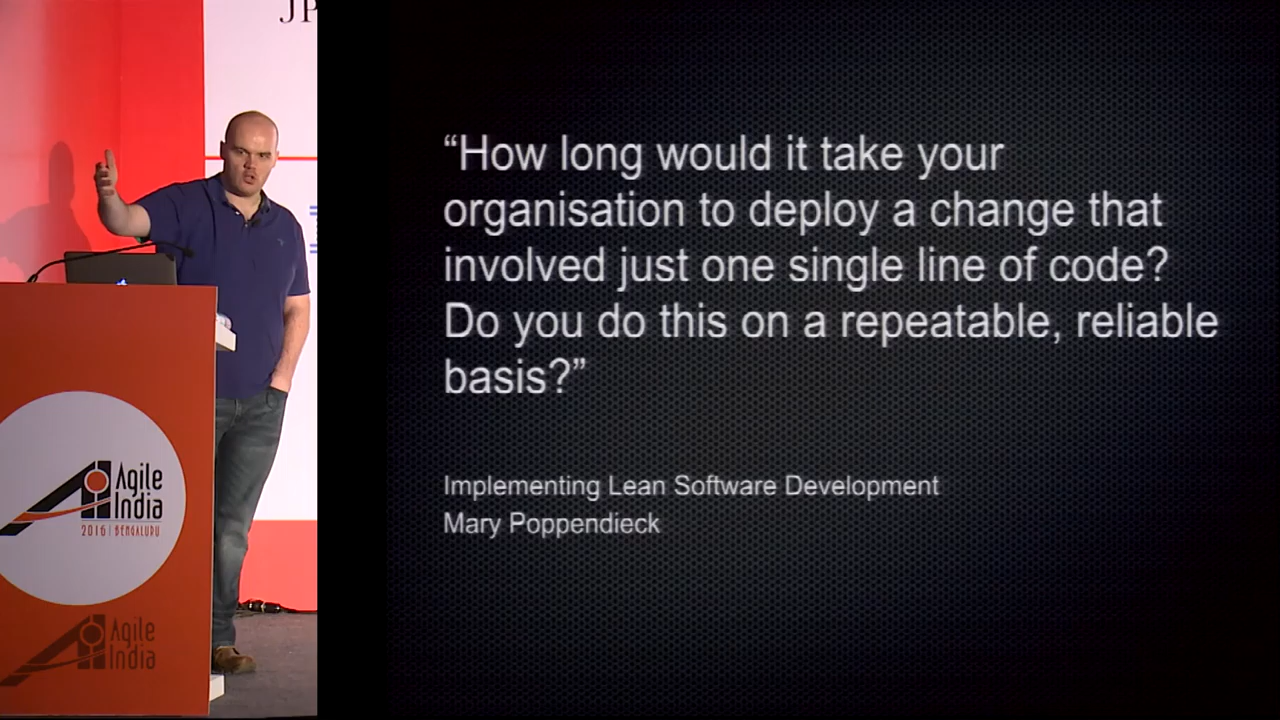 JP
“How long would it take your
organisation to deploy a change that
involved just one single line of code?
Do you do this on a repeatable, reliable
basis?”
Implementing Lean Software Development
Mary Poppendieck
Agile
India
2016 | BENGALURU
Agile
India